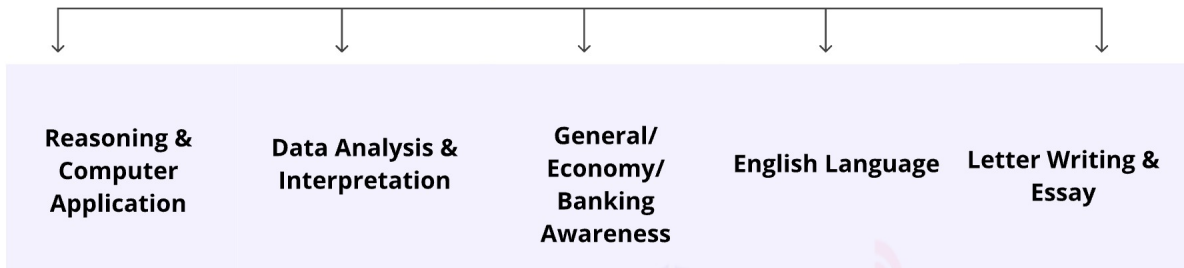 Reasoning &
Computer
Application
Data Analysis &
Interpretation
General/
Economy/
Banking
Awareness
English Language
Letter Writing &
Essay